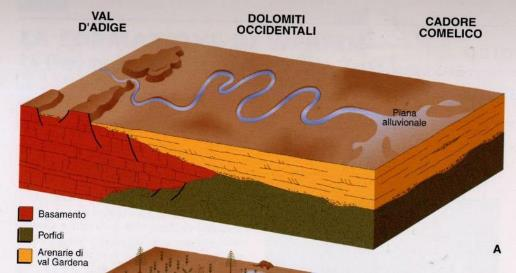 VAL
D'ADIGE
DOLOMITI
OCCIDENTALI
CADORE
COMELICO
Piana
alluvionale
Basamento
Porfidi
Arenarie di
val Gardena
A